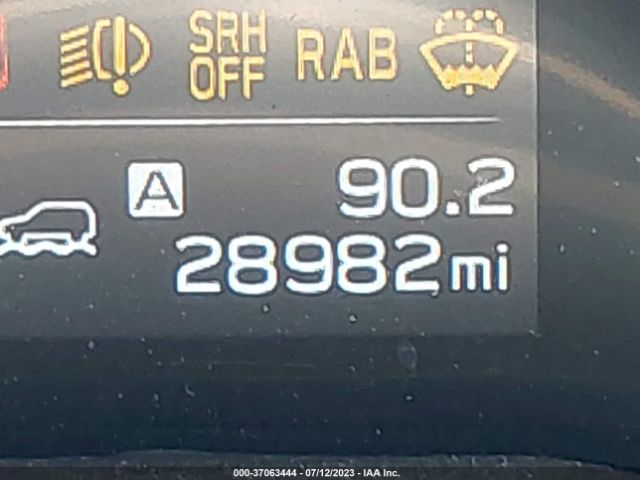 SRH OFF RAB
A 90.2
28982mi
000-37063444 - 07/12/2023 - IAA Inc.